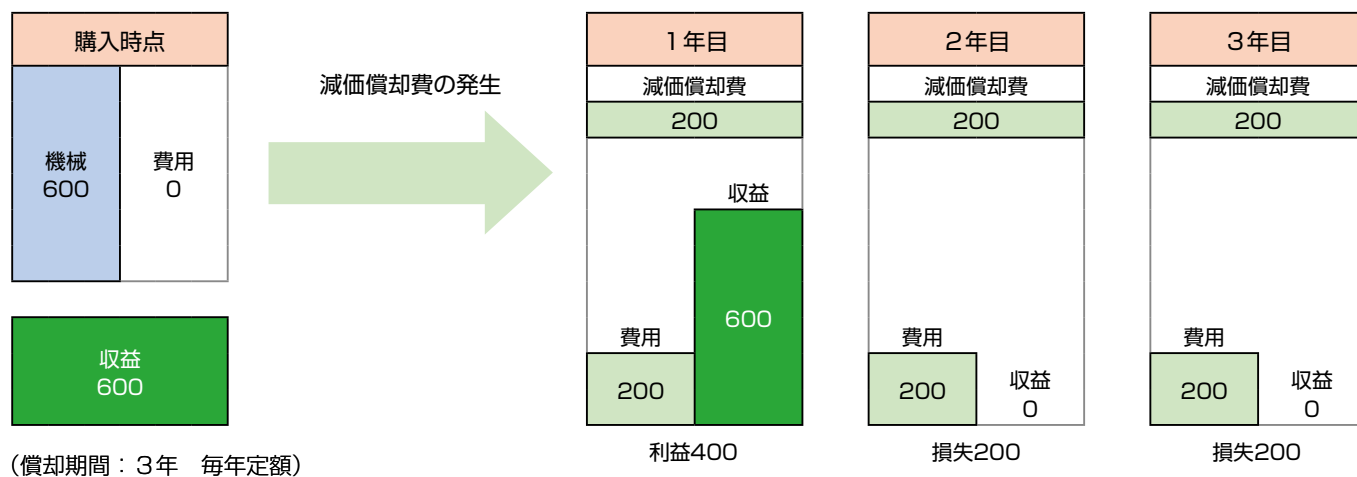 購入時点
機械
600
費用
0
収益
600
(償却期間：3年　毎年定額)
減価償却費の発生
1年目
減価償却費
200
収益
600
費用
200
利益400
2年目
減価償却費
200
費用
200
収益
0
損失200
3年目
減価償却費
200
費用
200
収益
0
損失200